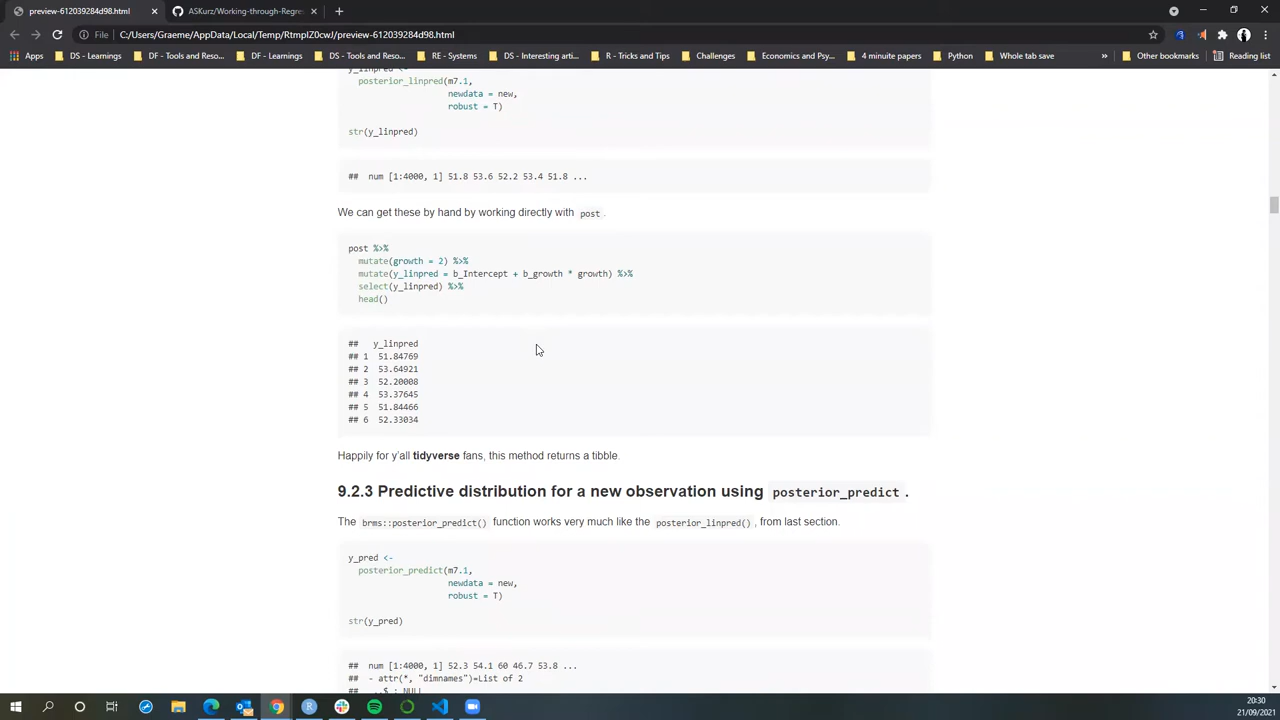 preview-612039284d98.html
ASKurz/Working-through-Regres
File
C:/Users/Graeme/AppData/Local/Temp/RtmpIZ0cwJ/preview-612039284d98.html
Apps
DS - Learnings
DF - Tools and Reso...
DF - Learnings
DS - Tools and Reso...
RE - Systems
DS - Interesting arti...
R - Tricks and Tips
Challenges
Economics and Psy...
4 minuite papers
Python
Whole tab save
»
Other bookmarks
Reading list
y_linpred <-
posterior_linpred(m7.1,
newdata = new,
robust = T)
str(y_linpred)
## num [1:4000, 1] 51.8 53.6 52.2 53.4 51.8 ...
We can get these by hand by working directly with post .
post %>%
mutate(growth = 2) %>%
mutate(y_linpred = b_Intercept + b_growth * growth) %>%
select(y_linpred) %>%
head()
## y_linpred
## 1 51.84769
## 2 53.64921
## 3 52.20008
## 4 53.37645
## 5 51.84466
## 6 52.33034
Happily for y'all tidyverse fans, this method returns a tibble.
9.2.3 Predictive distribution for a new observation using posterior_predict .
The brms::posterior_predict() function works very much like the posterior_linpred() , from last section.
y_pred <-
posterior_predict(m7.1,
newdata = new,
robust = T)
str(y_pred)
## num [1:4000, 1] 52.3 54.1 60 46.7 53.8 ...
## - attr(*, "dimnames")=List of 2
## ..$ : NULL
20:30
21/09/2021